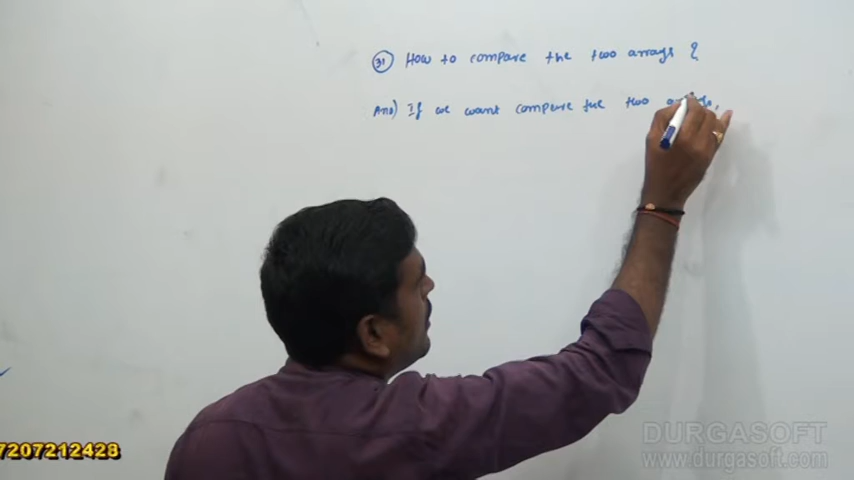 31 How to compare the two arrays ?
Ans) If we want compare the two arrays,
7207212428
DURGASOFT
www.durgasoft.com